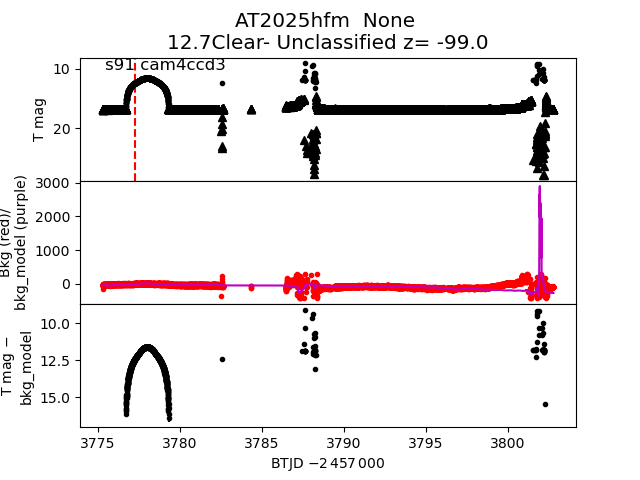 AT2025hfm  None
12.7Clear- Unclassified z= -99.0
s91 cam4ccd3
T mag
10
20
Bkg (red)/
bkg_model (purple)
3000
2000
1000
0
T mag −
bkg_model
10.0
12.5
15.0
3775 3780 3785 3790 3795 3800
BTJD −2 457 000